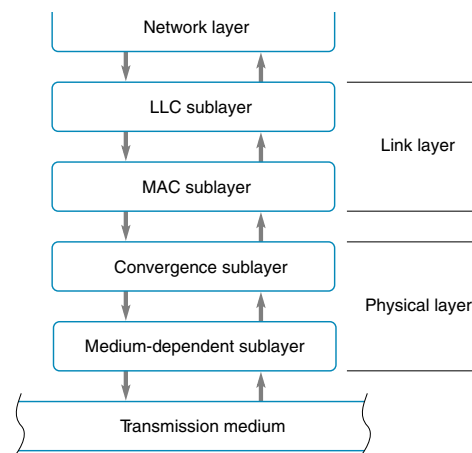 Network layer
LLC sublayer
Link layer
MAC sublayer
Convergence sublayer
Physical layer
Medium-dependent sublayer
Transmission medium